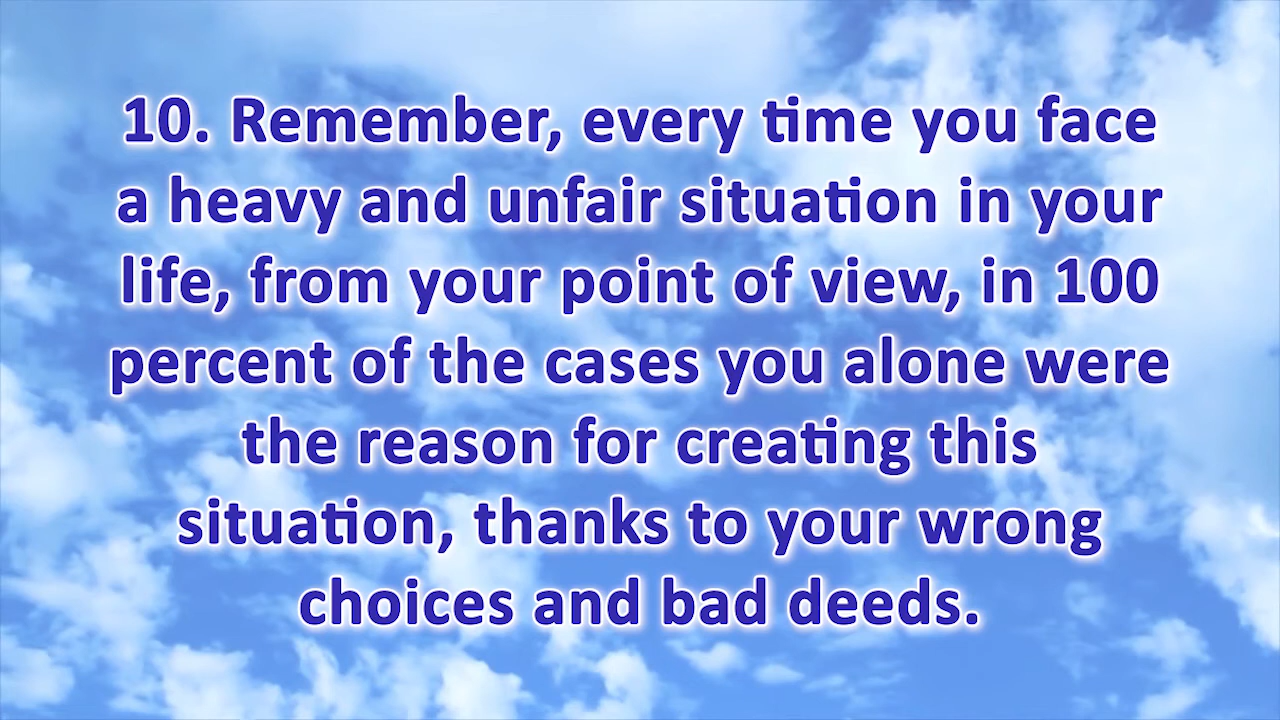 10. Remember, every time you face
a heavy and unfair situation in your
life, from your point of view, in 100
percent of the cases you alone were
the reason for creating this
situation, thanks to your wrong
choices and bad deeds.